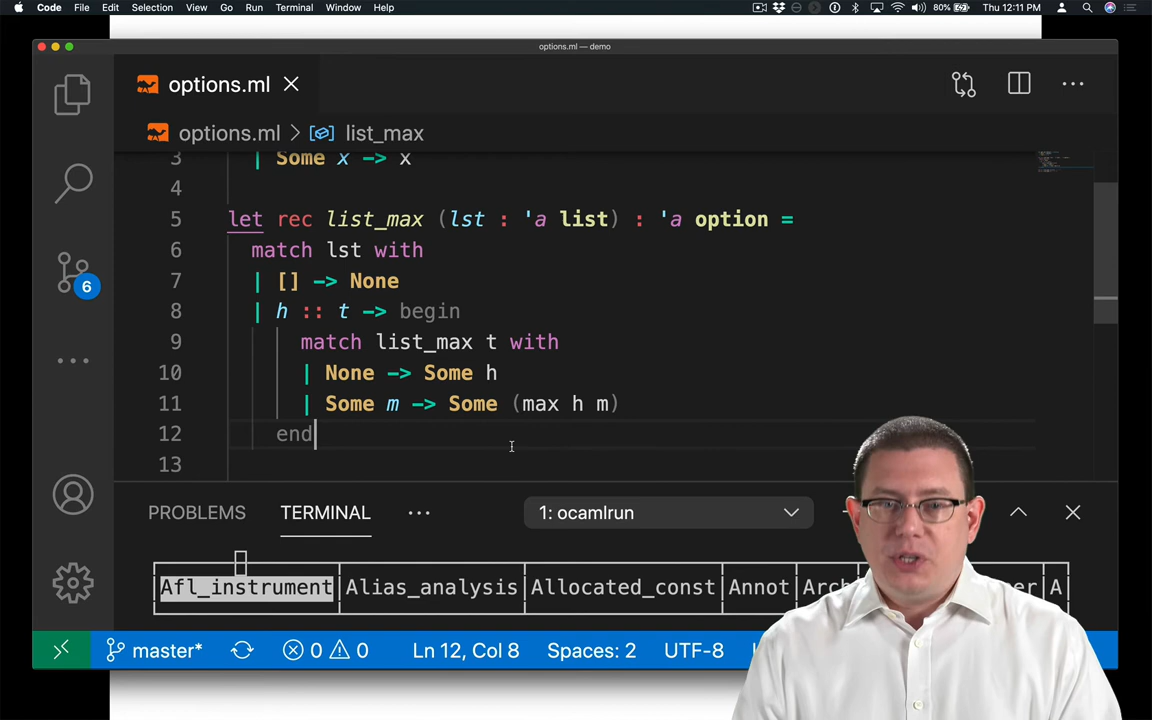 Code File Edit Selection View Go Run Terminal Window Help 80% Thu 12:11 PM
options.ml — demo
options.ml
options.ml > list_max
3 | Some x -> x
4
5 let rec list_max (lst : 'a list) : 'a option =
6 match lst with
7 | [] -> None
8 | h :: t -> begin
9 match list_max t with
10 | None -> Some h
11 | Some m -> Some (max h m)
12 end
13
6
PROBLEMS TERMINAL 1: ocamlrun
Afl_instrument Alias_analysis Allocated_const Annot A
master* 0 0 Ln 12, Col 8 Spaces: 2 UTF-8